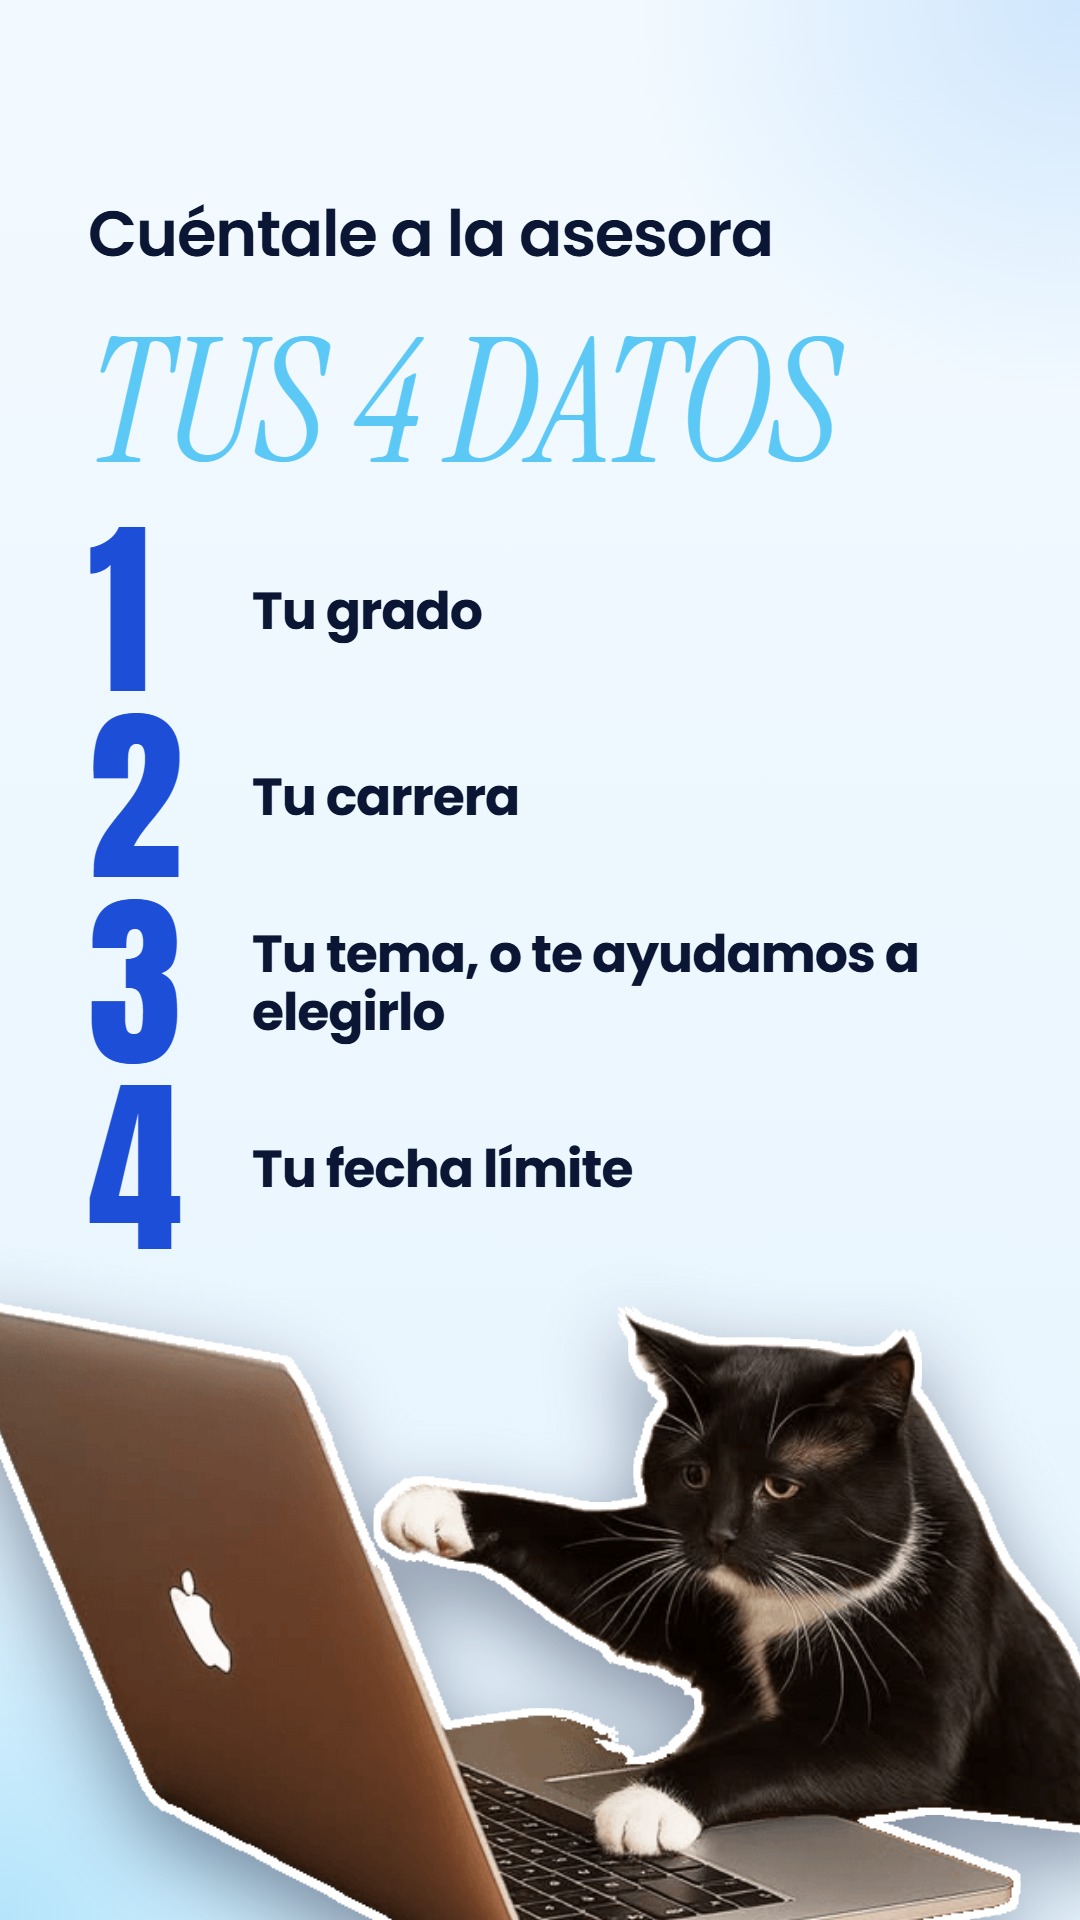 Cuéntale a la asesora
TUS 4 DATOS
1
Tu grado
2
Tu carrera
3
Tu tema, o te ayudamos a
elegirlo
4
Tu fecha límite